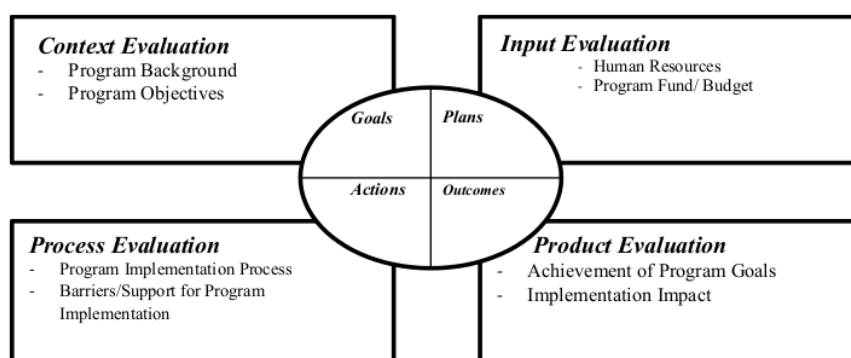 Context Evaluation
- Program Background
- Program Objectives
Input Evaluation
- Human Resources
- Program Fund/ Budget
Goals
Plans
Actions
Outcomes
Process Evaluation
- Program Implementation Process
- Barriers/Support for Program
Implementation
Product Evaluation
- Achievement of Program Goals
- Implementation Impact